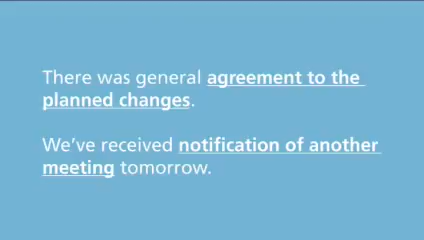 There was general agreement to the
planned changes.
We’ve received notification of another
meeting tomorrow.